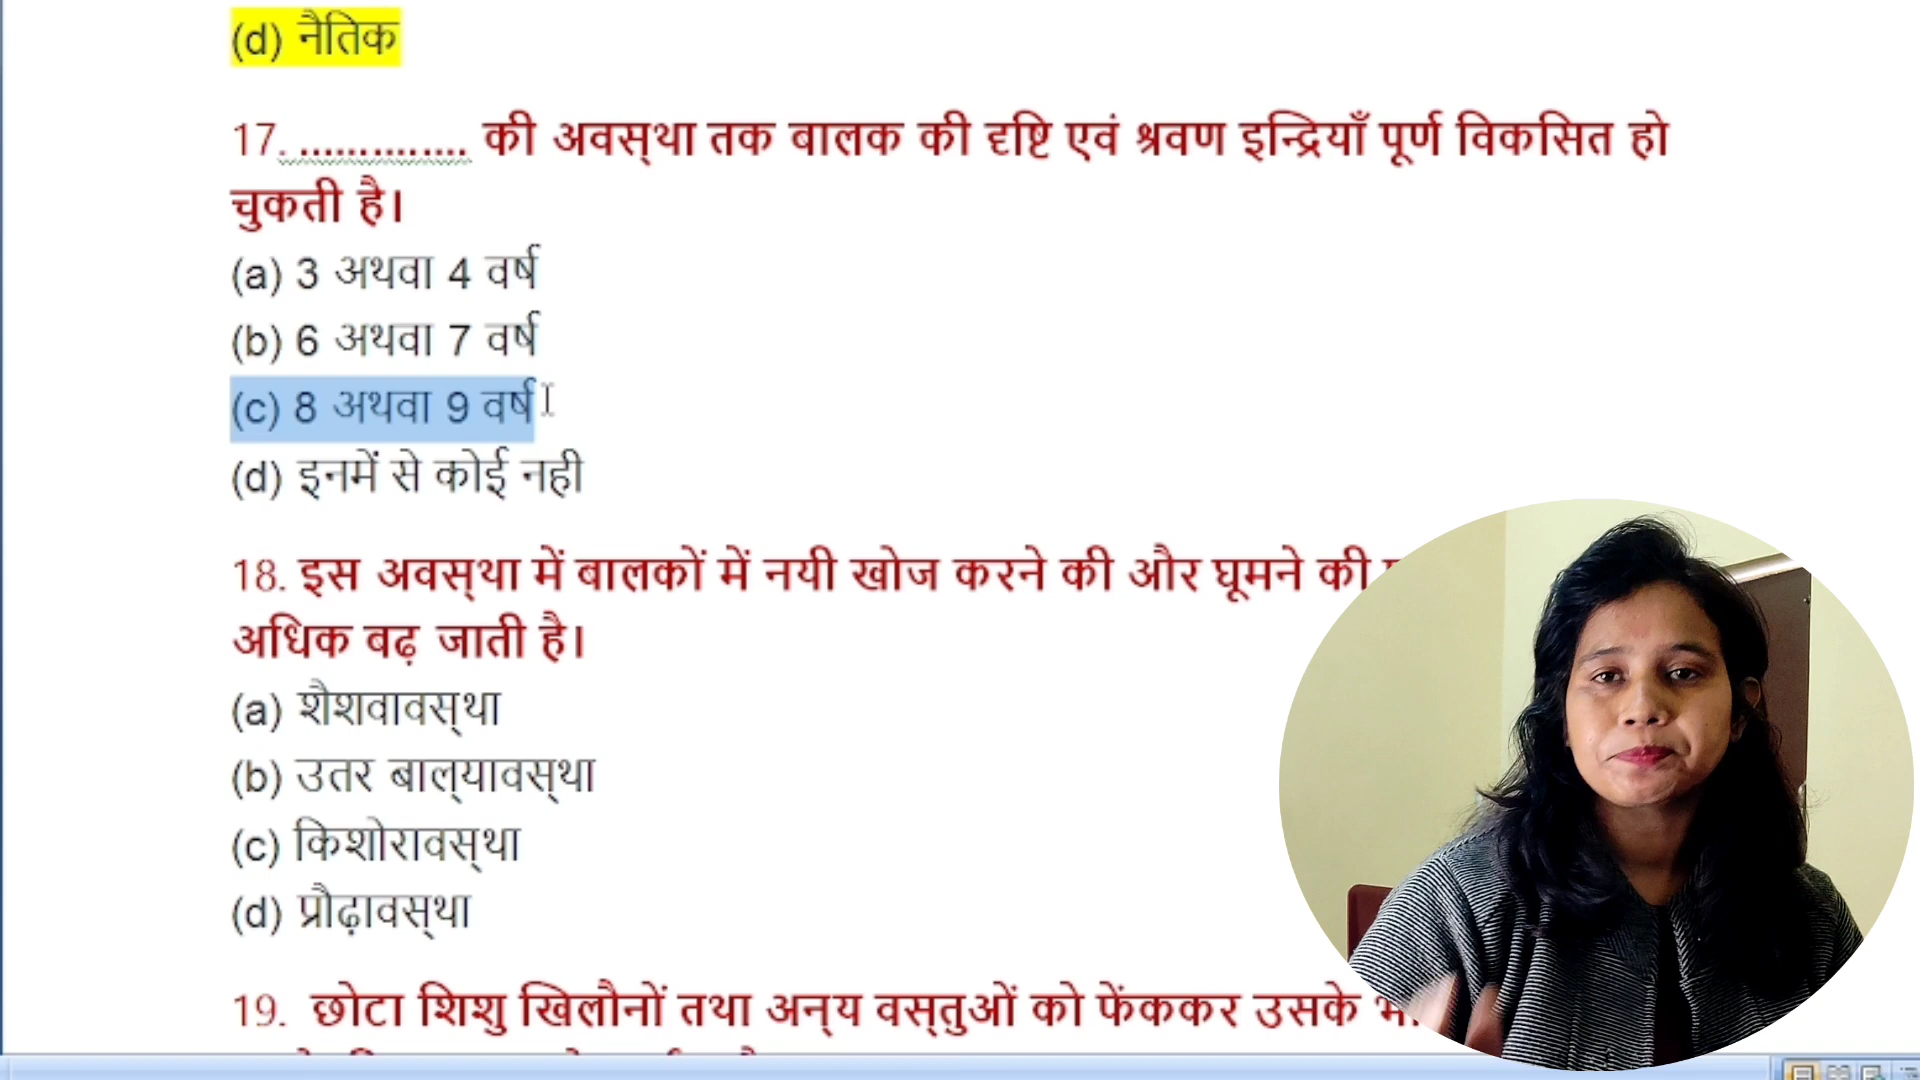 (d) नैतिक
17. ............. की अवस्था तक बालक की दृष्टि एवं श्रवण इन्द्रियाँ पूर्ण विकसित हो
चुकती है।
(a) 3 अथवा 4 वर्ष
(b) 6 अथवा 7 वर्ष
(c) 8 अथवा 9 वर्ष
(d) इनमें से कोई नही
18. इस अवस्था में बालकों में नयी खोज करने की और घूमने की
अधिक बढ़ जाती है।
(a) शैशवावस्था
(b) उतर बाल्यावस्था
(c) किशोरावस्था
(d) प्रौढ़ावस्था
19. छोटा शिशु खिलौनों तथा अन्य वस्तुओं को फेंककर उसके